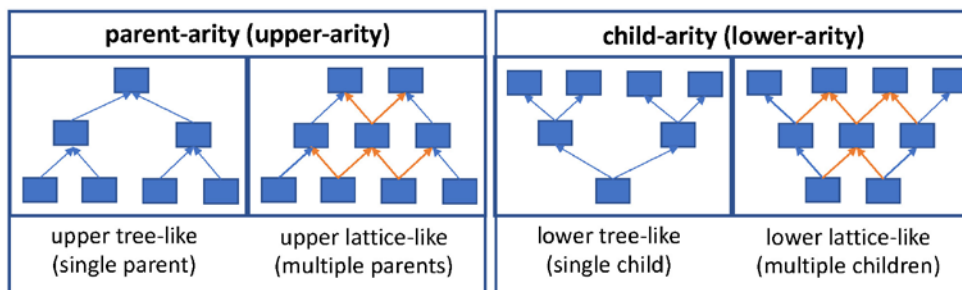 parent-arity (upper-arity)
child-arity (lower-arity)
upper tree-like
(single parent)
upper lattice-like
(multiple parents)
lower tree-like
(single child)
lower lattice-like
(multiple children)